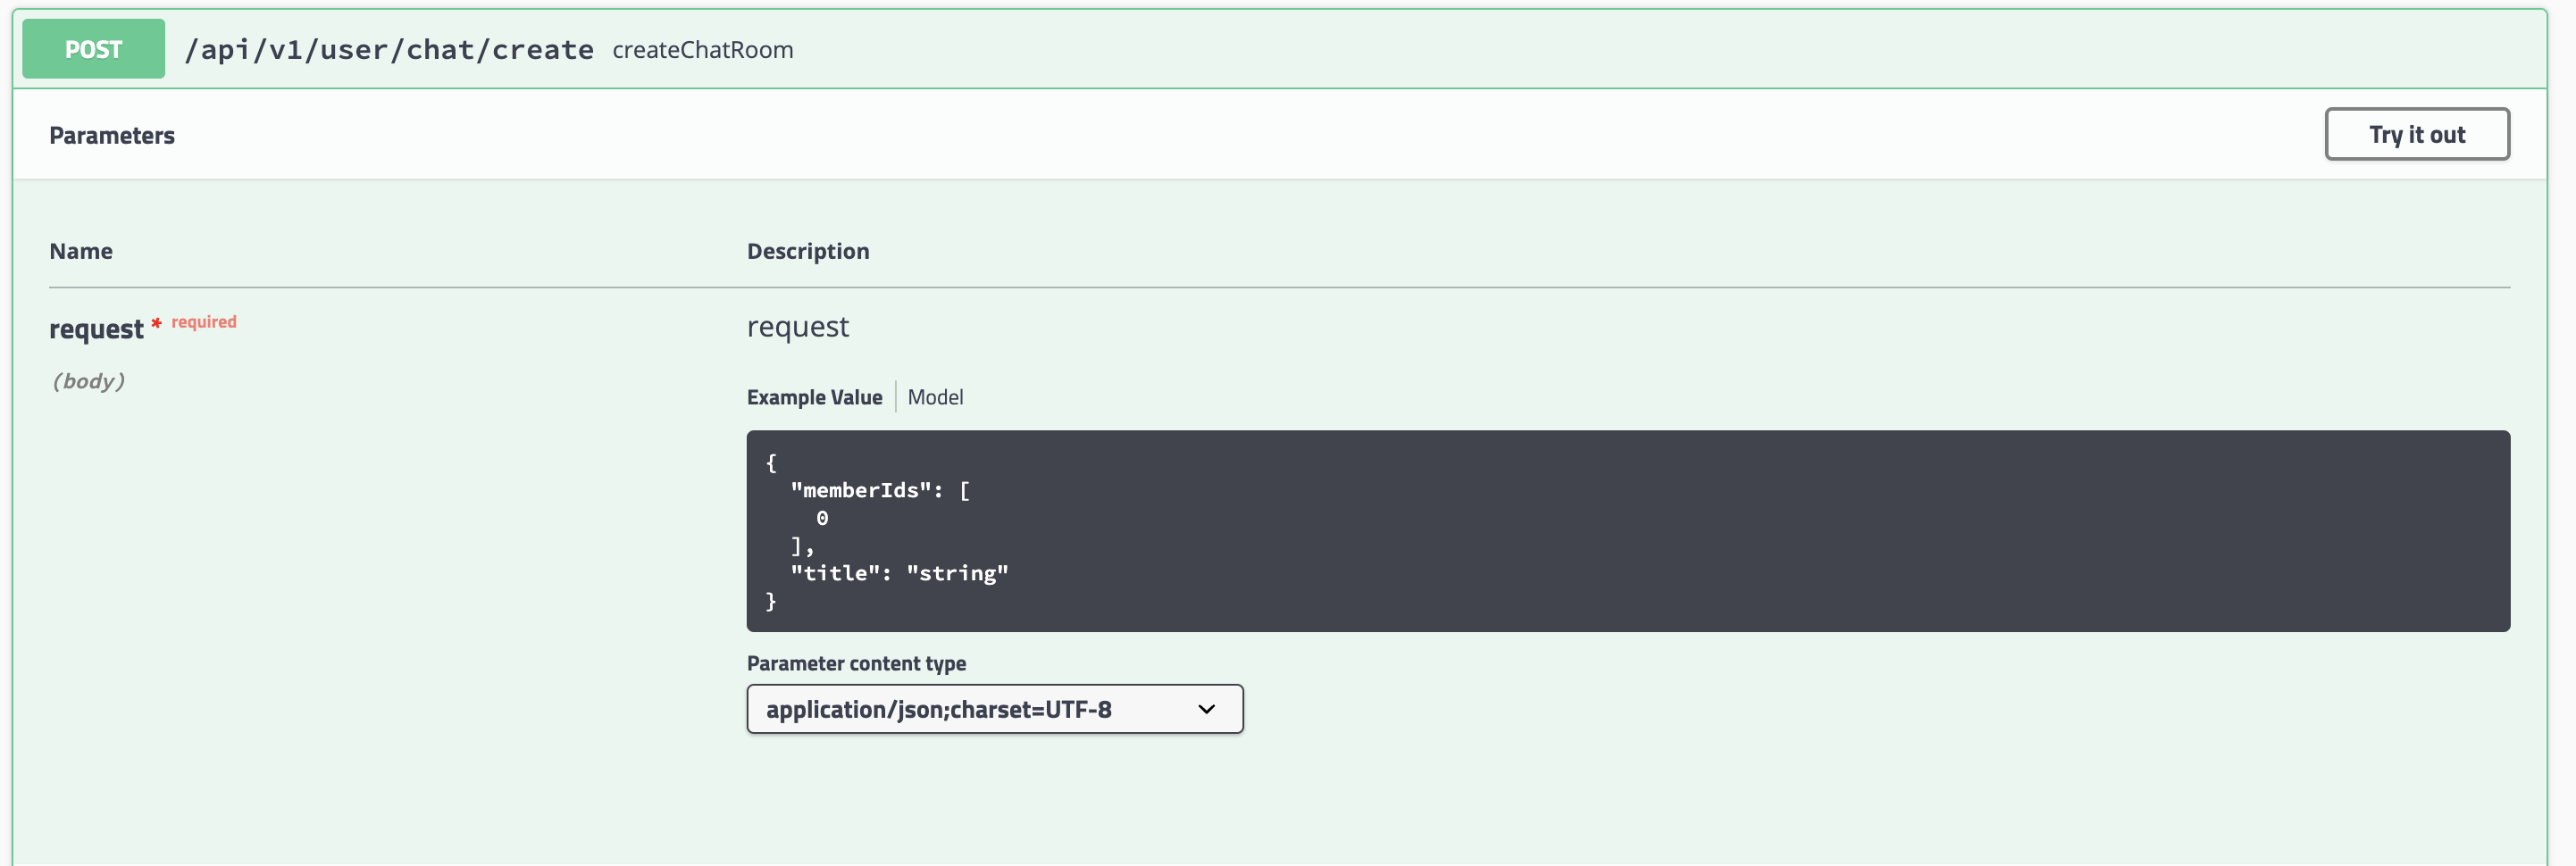 POST /api/v1/user/chat/create createChatRoom
Parameters Try it out
Name Description
request * required request
(body)
Example Value Model
{
"memberIds": [
0
],
"title": "string"
}
Parameter content type
application/json;charset=UTF-8